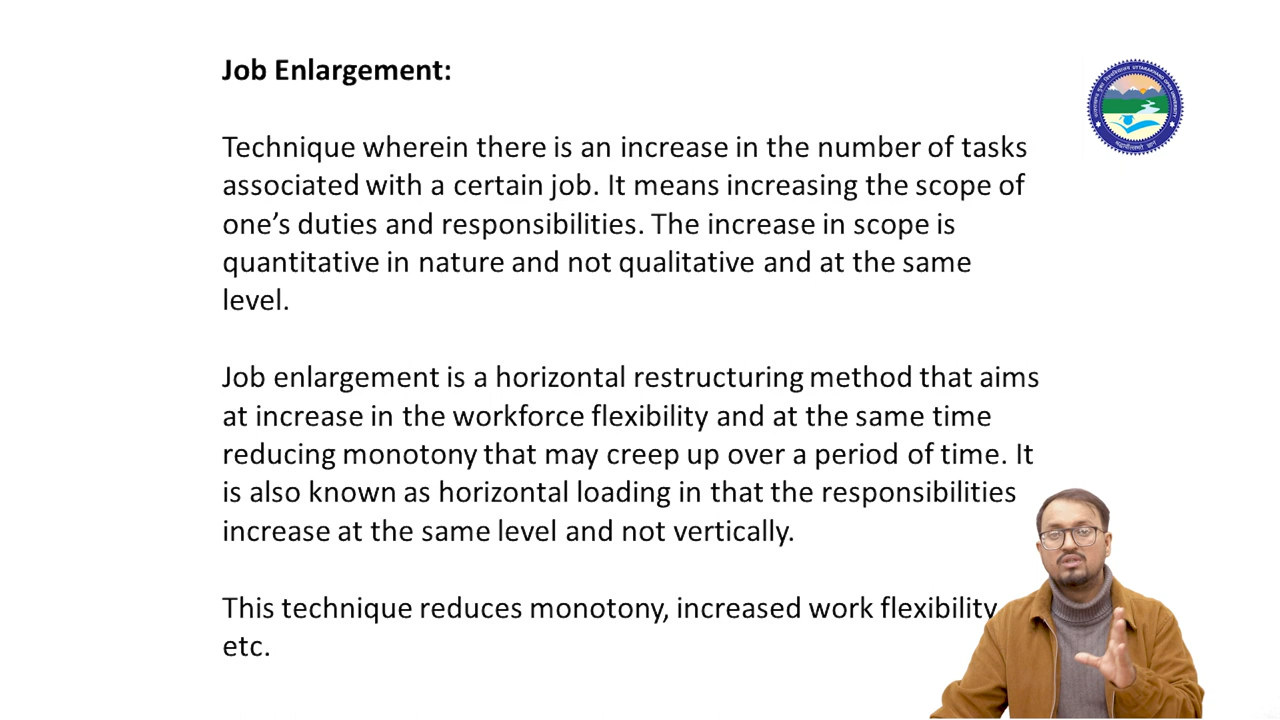 Job Enlargement:
Technique wherein there is an increase in the number of tasks
associated with a certain job. It means increasing the scope of
one’s duties and responsibilities. The increase in scope is
quantitative in nature and not qualitative and at the same
level.
Job enlargement is a horizontal restructuring method that aims
at increase in the workforce flexibility and at the same time
reducing monotony that may creep up over a period of time. It
is also known as horizontal loading in that the responsibilities
increase at the same level and not vertically.
This technique reduces monotony, increased work flexibility
etc.
UTTARAKHAND OPEN UNIVERSITY